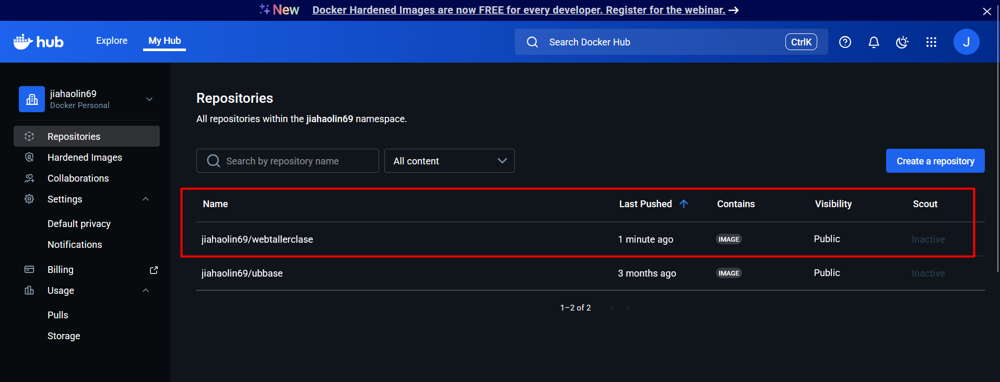 New Docker Hardened Images are now FREE for every developer. Register for the webinar. →
hub Explore My Hub Search Docker Hub CtrlK J
jiahaolin69
Docker Personal
Repositories
Hardened Images
Collaborations
Settings
Default privacy
Notifications
Billing
Usage
Pulls
Storage
Repositories
All repositories within the jiahaolin69 namespace.
Search by repository name All content Create a repository
Name Last Pushed Contains Visibility Scout
jiahaolin69/webtallerclase 1 minute ago IMAGE Public Inactive
jiahaolin69/ubbase 3 months ago IMAGE Public Inactive
1–2 of 2